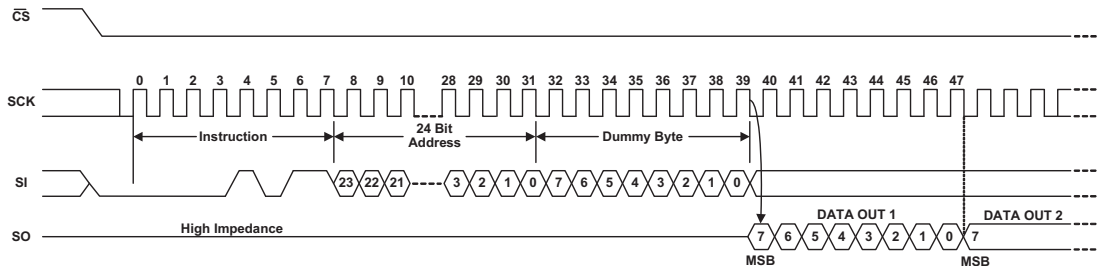 CS
0 1 2 3 4 5 6 7 8 9 10 28 29 30 31 32 33 34 35 36 37 38 39 40 41 42 43 44 45 46 47
SCK
Instruction 24 Bit Address Dummy Byte
SI 23 22 21 3 2 1 0 7 6 5 4 3 2 1 0
DATA OUT 1 DATA OUT 2
High Impedance
SO 7 6 5 4 3 2 1 0 7
MSB MSB